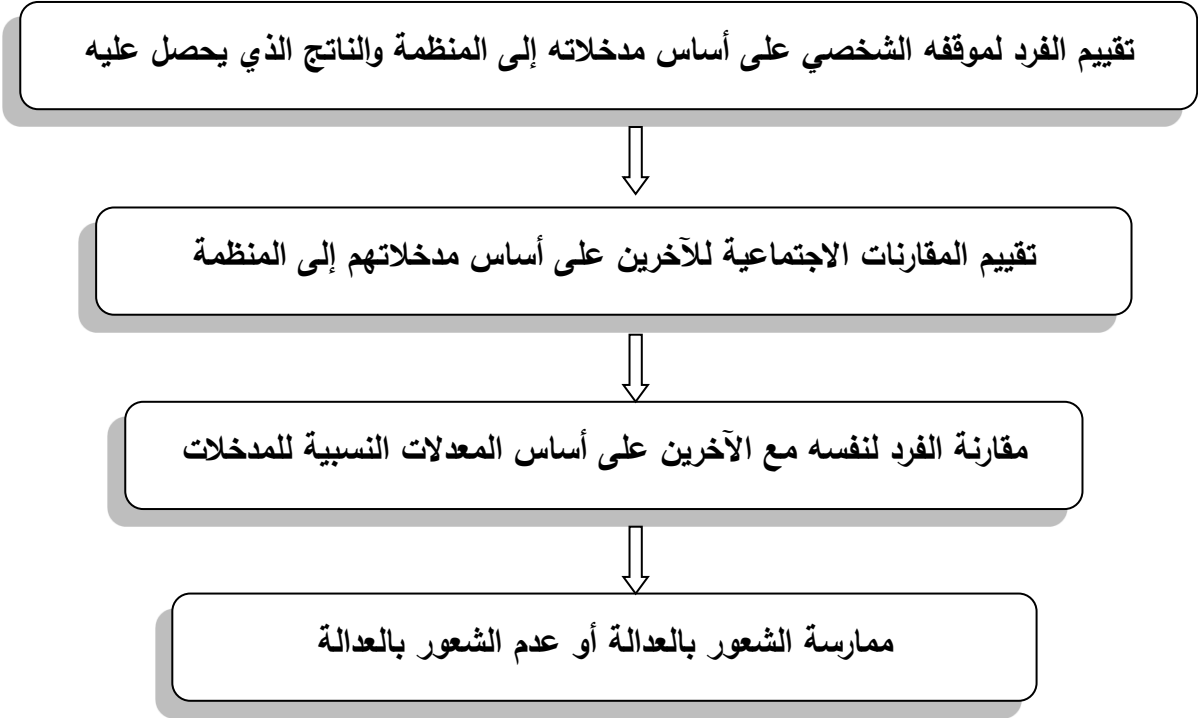 تقييم الفرد لموقفه الشخصي على أساس مدخلاته إلى المنظمة والناتج الذي يحصل عليه
تقييم المقارنات الاجتماعية للآخرين على أساس مدخلاتهم إلى المنظمة
مقارنة الفرد لنفسه مع الآخرين على أساس المعدلات النسبية للمدخلات
ممارسة الشعور بالعدالة أو عدم الشعور بالعدالة